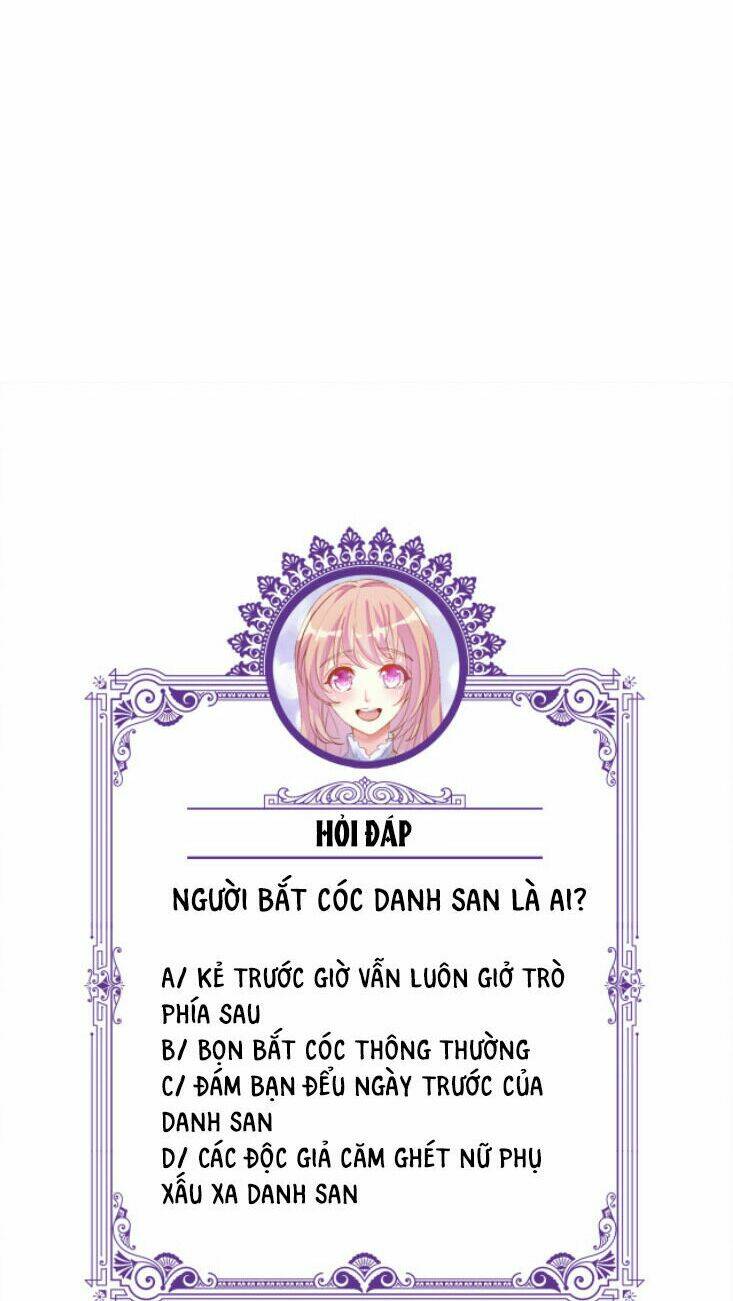 HỎI ĐÁP
NGƯỜI BẮT CÓC DANH SAN LÀ AI?
A/ KẺ TRƯỚC GIỜ VẪN LUÔN GIỞ TRÒ
PHÍA SAU
B/ BỌN BẮT CÓC THÔNG THƯỜNG
C/ ĐÁM BẠN ĐỂU NGÀY TRƯỚC CỦA
DANH SAN
D/ CÁC ĐỘC GIẢ CĂM GHÉT NỮ PHỤ
XẤU XA DANH SAN